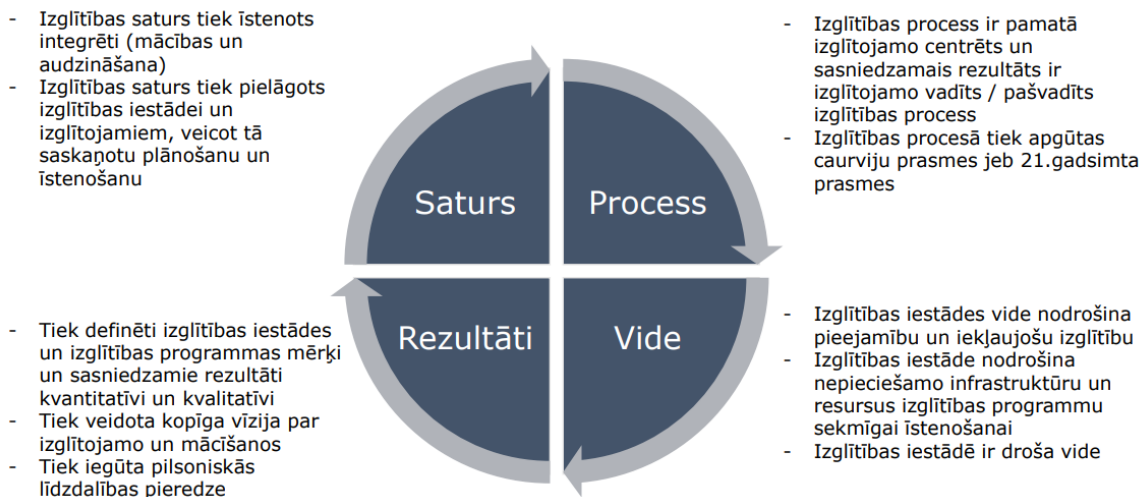 - Izglītības saturs tiek īstenots
integrēti (mācības un
audzināšana)
- Izglītības saturs tiek pielāgots
izglītības iestādei un
izglītojamiem, veicot tā
saskaņotu plānošanu un
īstenošanu
- Izglītības process ir pamatā
izglītojamo centrēts un
sasniedzamais rezultāts ir
izglītojamo vadīts / pašvadīts
izglītības process
- Izglītības procesā tiek apgūtas
caurviju prasmes jeb 21.gadsimta
prasmes
Saturs
Process
Rezultāti
Vide
- Tiek definēti izglītības iestādes
un izglītības programmas mērķi
un sasniedzamie rezultāti
kvantitatīvi un kvalitatīvi
- Tiek veidota kopīga vīzija par
izglītojamo un mācīšanos
- Tiek iegūta pilsoniskās
līdzdalības pieredze
- Izglītības iestādes vide nodrošina
pieejamību un iekļaujošu izglītību
- Izglītības iestāde nodrošina
nepieciešamo infrastruktūru un
resursus izglītības programmu
sekmīgai īstenošanai
- Izglītības iestādē ir droša vide